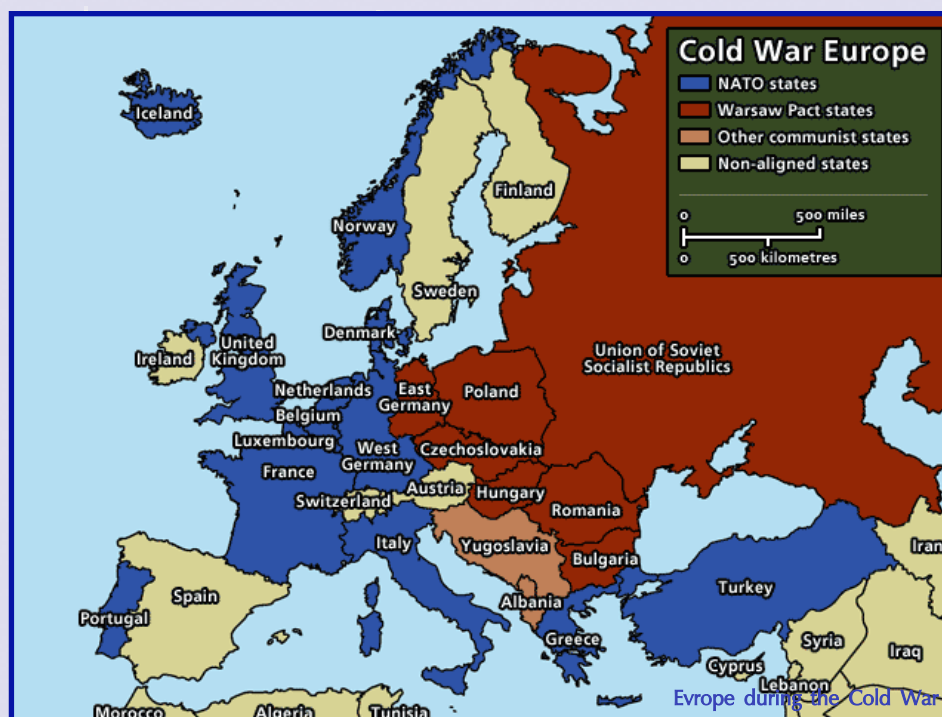 Cold War Europe
NATO states
Warsaw Pact states
Other communist states
Non-aligned states
0
500 miles
0
500 kilometres
Iceland
Finland
Norway
Sweden
Denmark
United
Kingdom
Ireland
Union of Soviet
Socialist Republics
Netherlands
East
Germany
Poland
Belgium
Luxembourg
West
Germany
Czechoslovakia
France
Switzerland
Austria
Hungary
Romania
Italy
Yugoslavia
Bulgaria
Iran
Turkey
Spain
Portugal
Albania
Greece
Syria
Iraq
Cyprus
Lebanon
Evrope during the Cold War
Morocco
Algeria
Tunisia